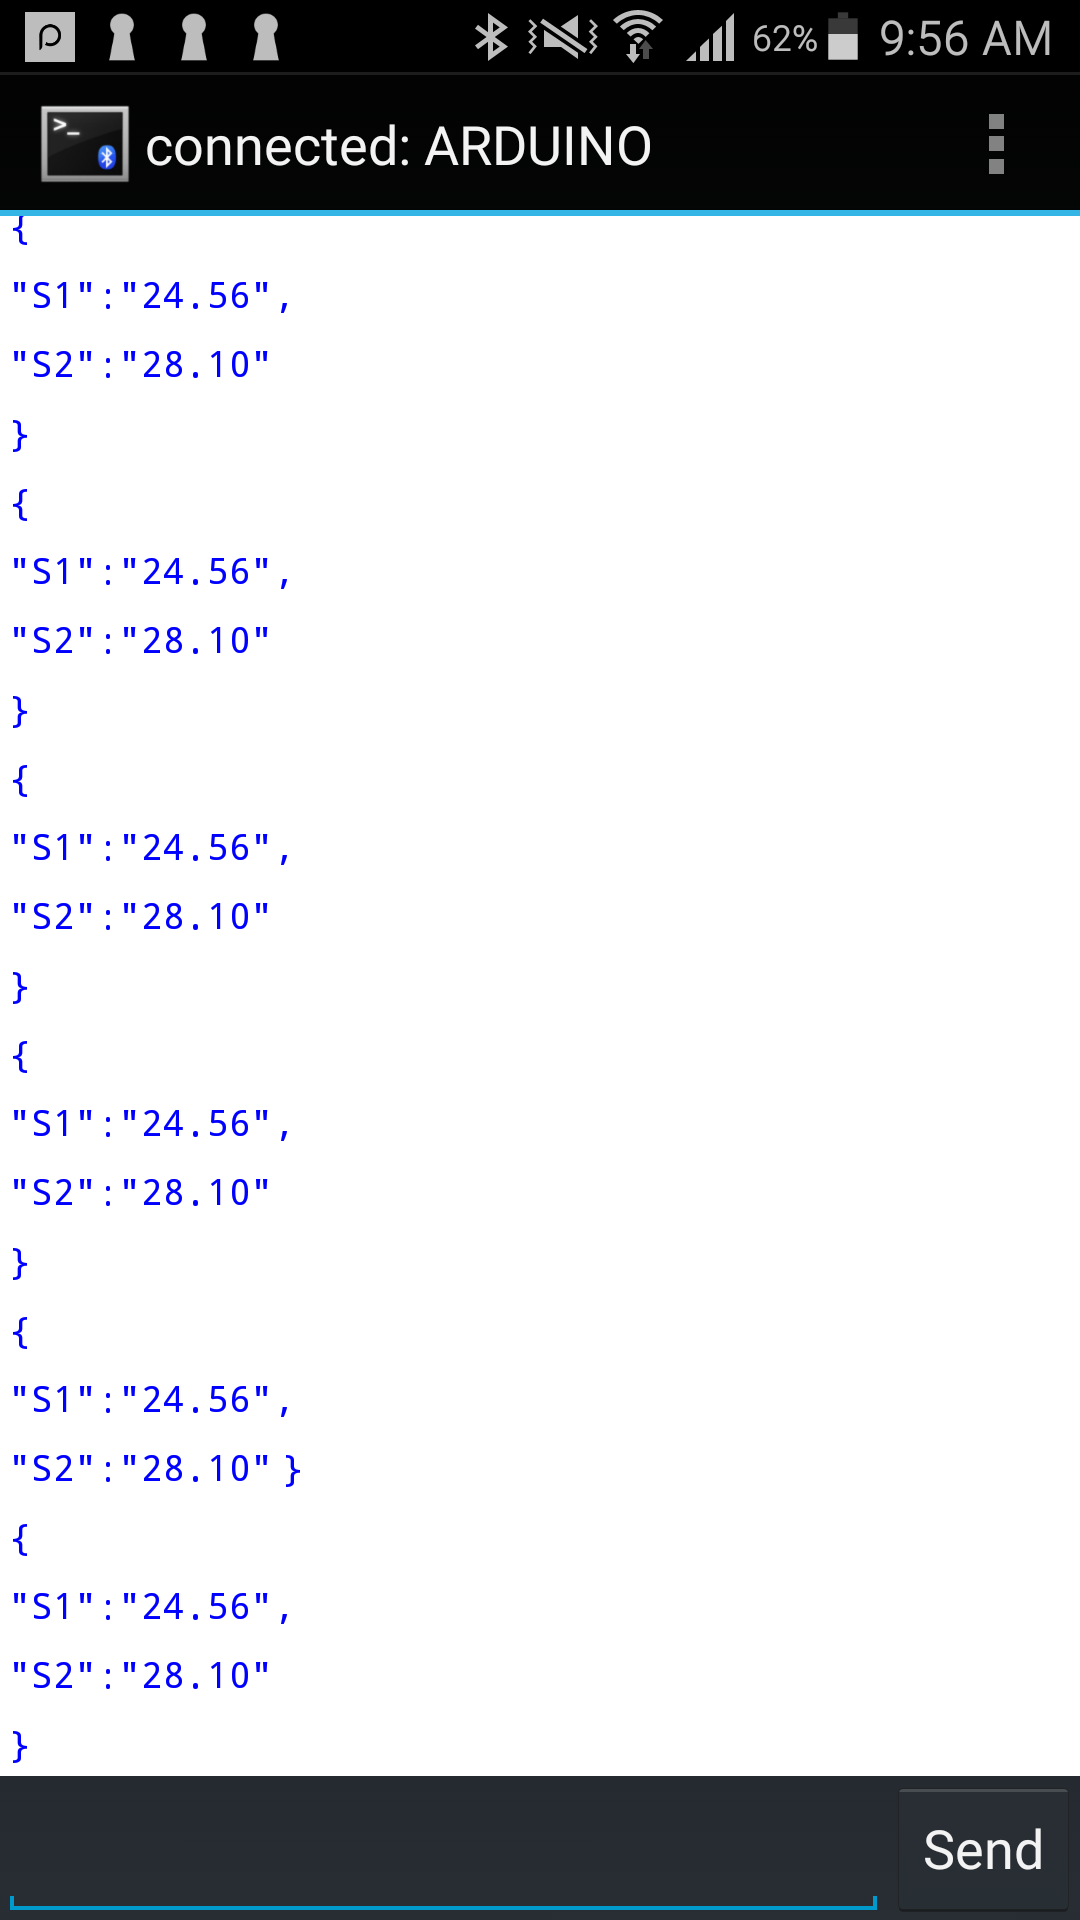 62% 9:56 AM
>_
connected: ARDUINO
{
"S1":"24.56",
"S2":"28.10"
}
{
"S1":"24.56",
"S2":"28.10"
}
{
"S1":"24.56",
"S2":"28.10"
}
{
"S1":"24.56",
"S2":"28.10"
}
{
"S1":"24.56",
"S2":"28.10" }
{
"S1":"24.56",
"S2":"28.10"
}
Send